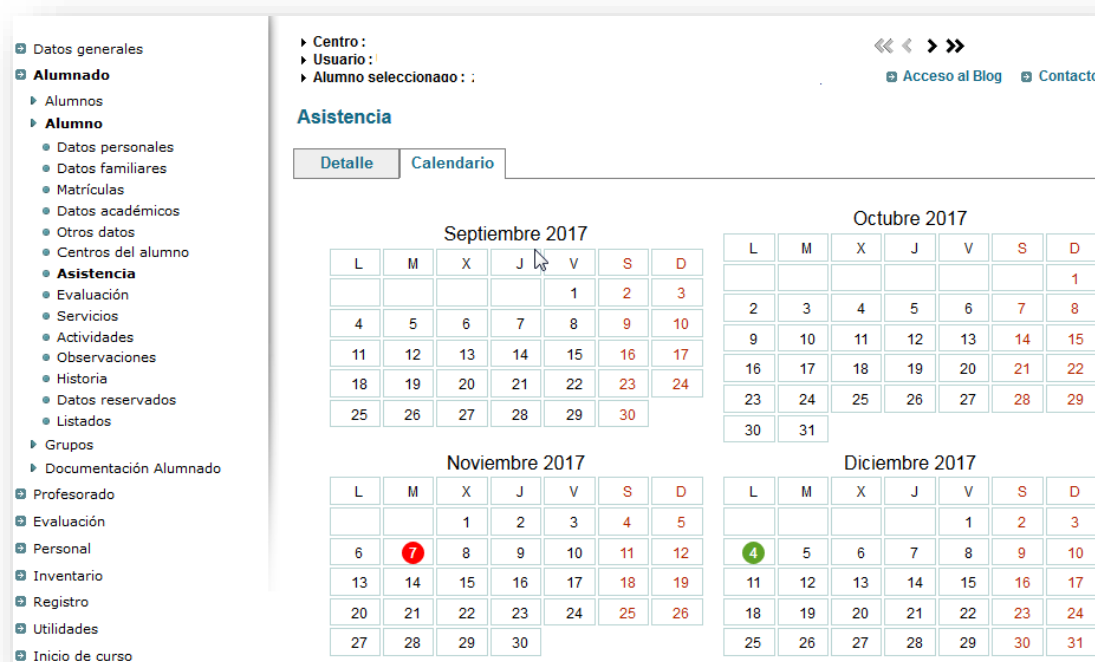 Datos generales
Alumnado
Alumnos
Alumno
Datos personales
Datos familiares
Matrículas
Datos académicos
Otros datos
Centros del alumno
Asistencia
Evaluación
Servicios
Actividades
Observaciones
Historia
Datos reservados
Listados
Grupos
Documentación Alumnado
Profesorado
Evaluación
Personal
Inventario
Registro
Utilidades
Inicio de curso
Centro :
Usuario :
Alumno seleccionado :
Acceso al Blog Contacto
Asistencia
Detalle Calendario
Septiembre 2017
L M X J V S D
1 2 3
4 5 6 7 8 9 10
11 12 13 14 15 16 17
18 19 20 21 22 23 24
25 26 27 28 29 30
Octubre 2017
L M X J V S D
1
2 3 4 5 6 7 8
9 10 11 12 13 14 15
16 17 18 19 20 21 22
23 24 25 26 27 28 29
30 31
Noviembre 2017
L M X J V S D
1 2 3 4 5
6 7 8 9 10 11 12
13 14 15 16 17 18 19
20 21 22 23 24 25 26
27 28 29 30
Diciembre 2017
L M X J V S D
1 2 3
4 5 6 7 8 9 10
11 12 13 14 15 16 17
18 19 20 21 22 23 24
25 26 27 28 29 30 31